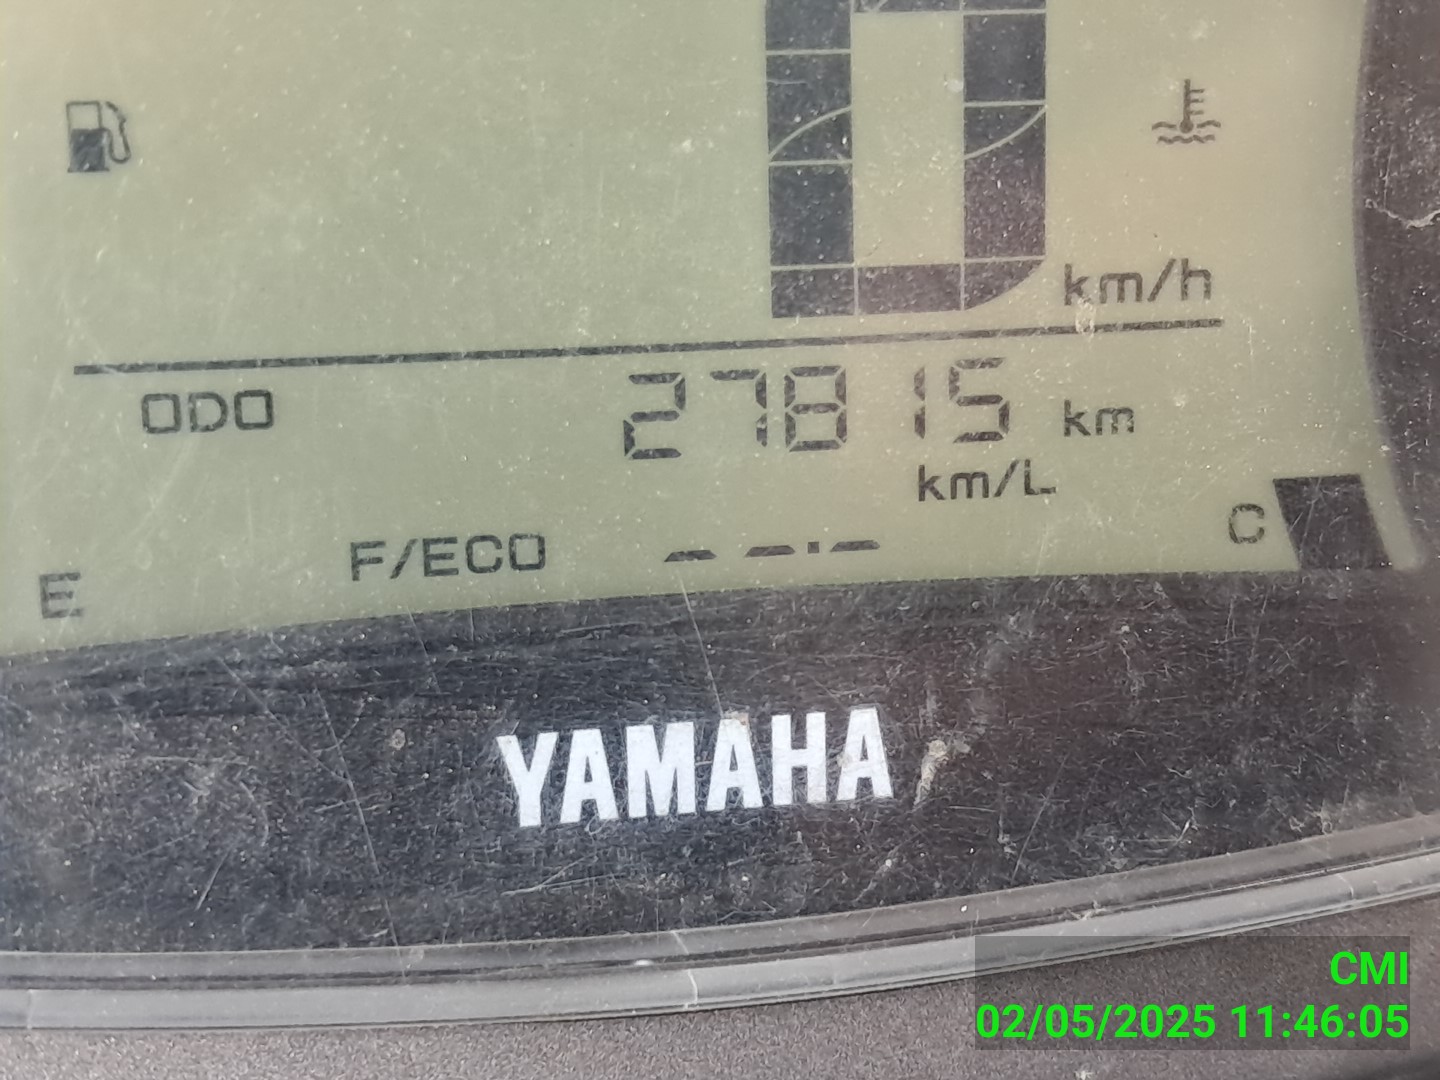 0
km/h
ODO 27815 km
km/L
F/ECO --.-
E
C
YAMAHA
CMI
02/05/2025 11:46:05